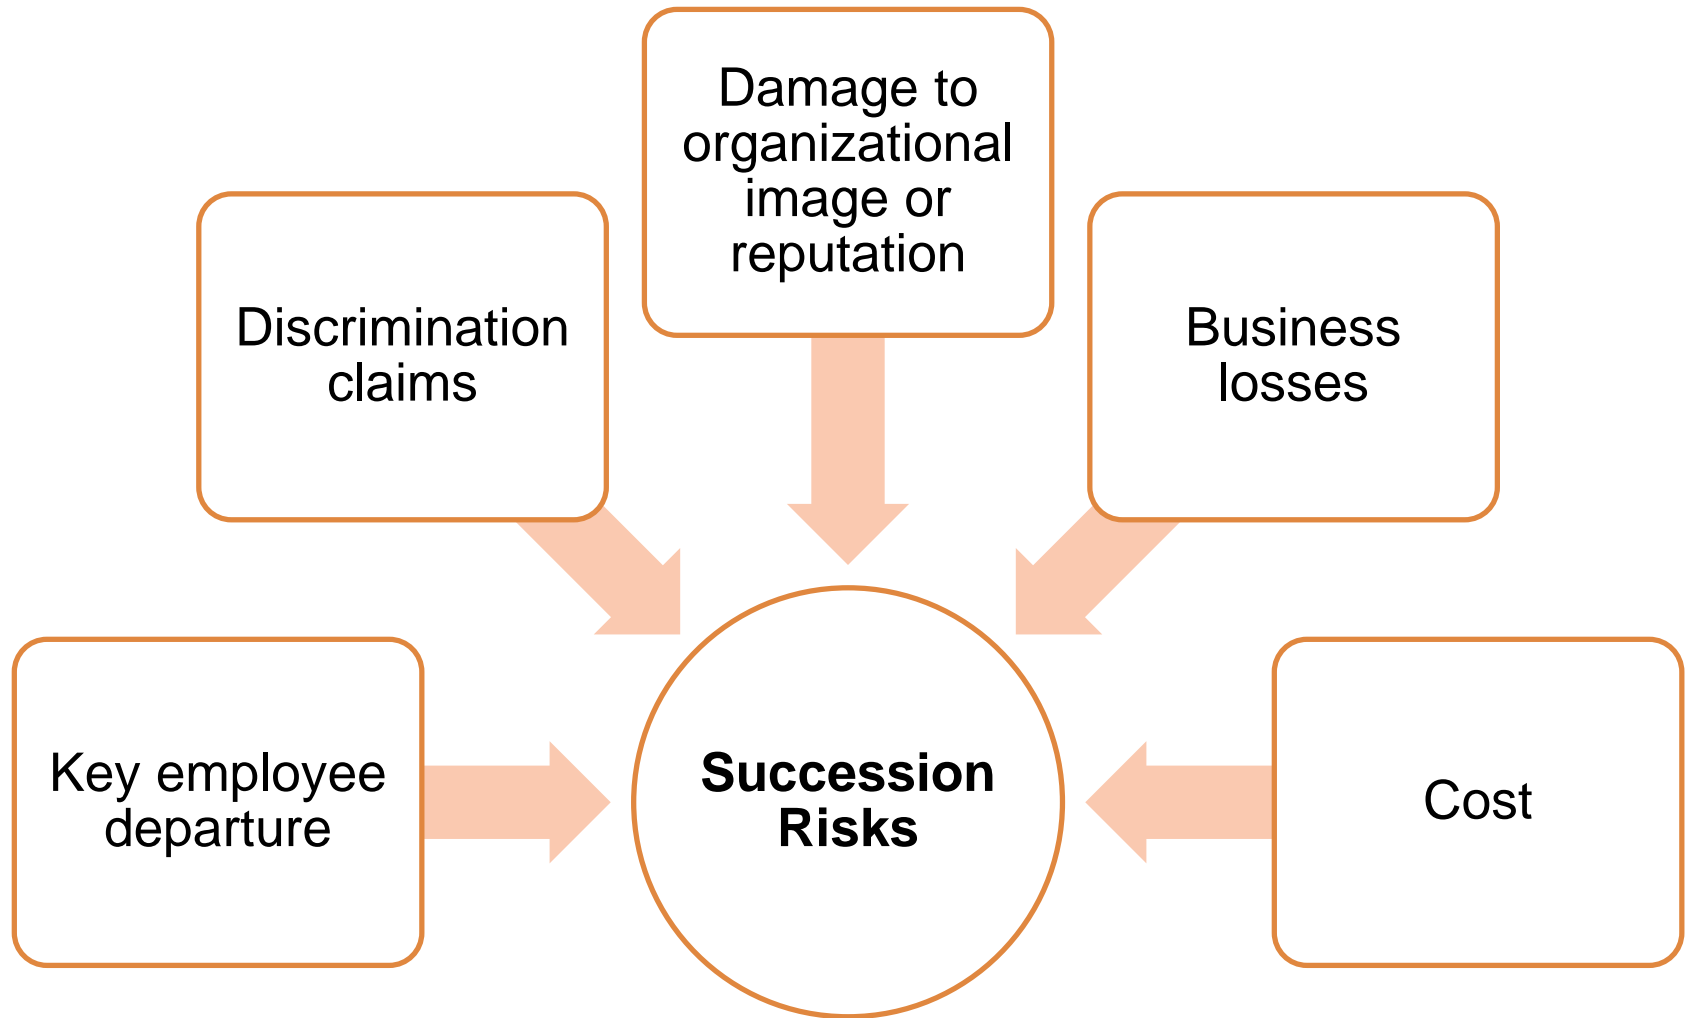 Damage to
organizational
image or
reputation
Discrimination
claims
Business
losses
Key employee
departure
Succession
Risks
Cost